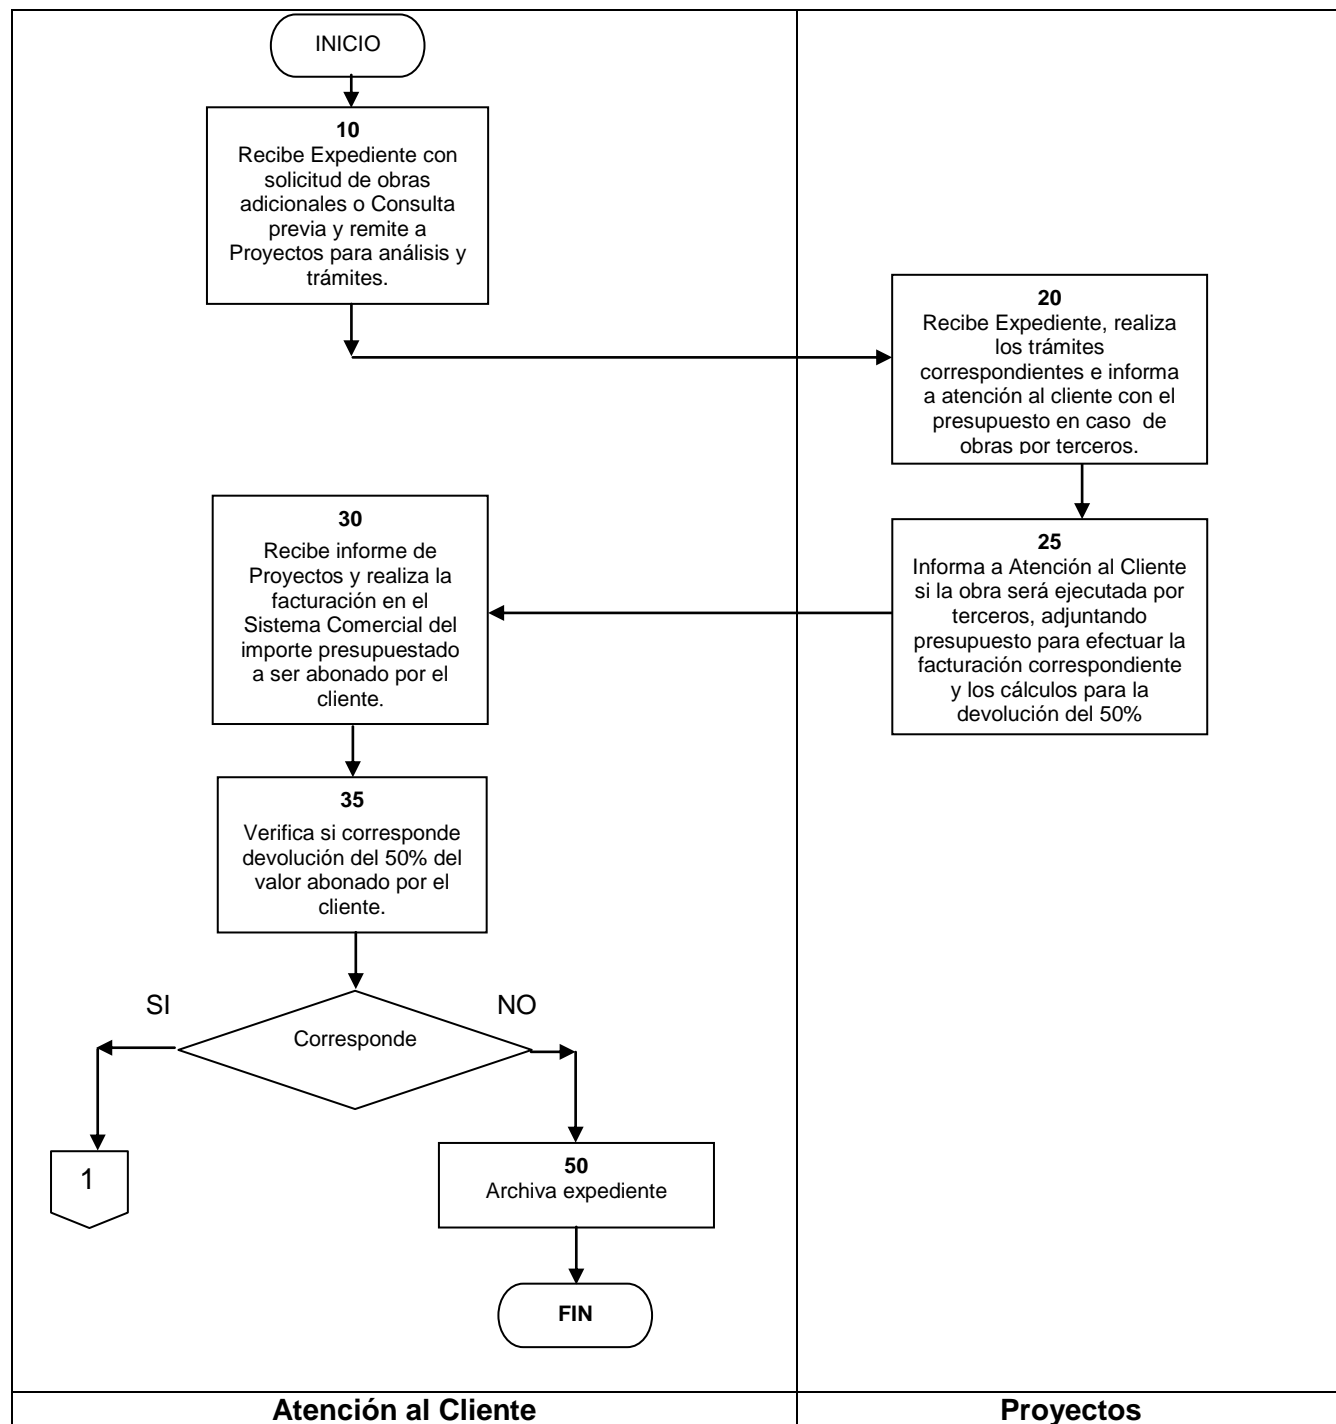 INICIO
10
Recibe Expediente con
solicitud de obras
adicionales o Consulta
previa y remite a
Proyectos para análisis y
trámites.
20
Recibe Expediente, realiza
los trámites
correspondientes e informa
a atención al cliente con el
presupuesto en caso de
obras por terceros.
25
Informa a Atención al Cliente
si la obra será ejecutada por
terceros, adjuntando
presupuesto para efectuar la
facturación correspondiente
y los cálculos para la
devolución del 50%
30
Recibe informe de
Proyectos y realiza la
facturación en el
Sistema Comercial del
importe presupuestado
a ser abonado por el
cliente.
35
Verifica si corresponde
devolución del 50% del
valor abonado por el
cliente.
SI
NO
Corresponde
1
50
Archiva expediente
FIN
Atención al Cliente
Proyectos